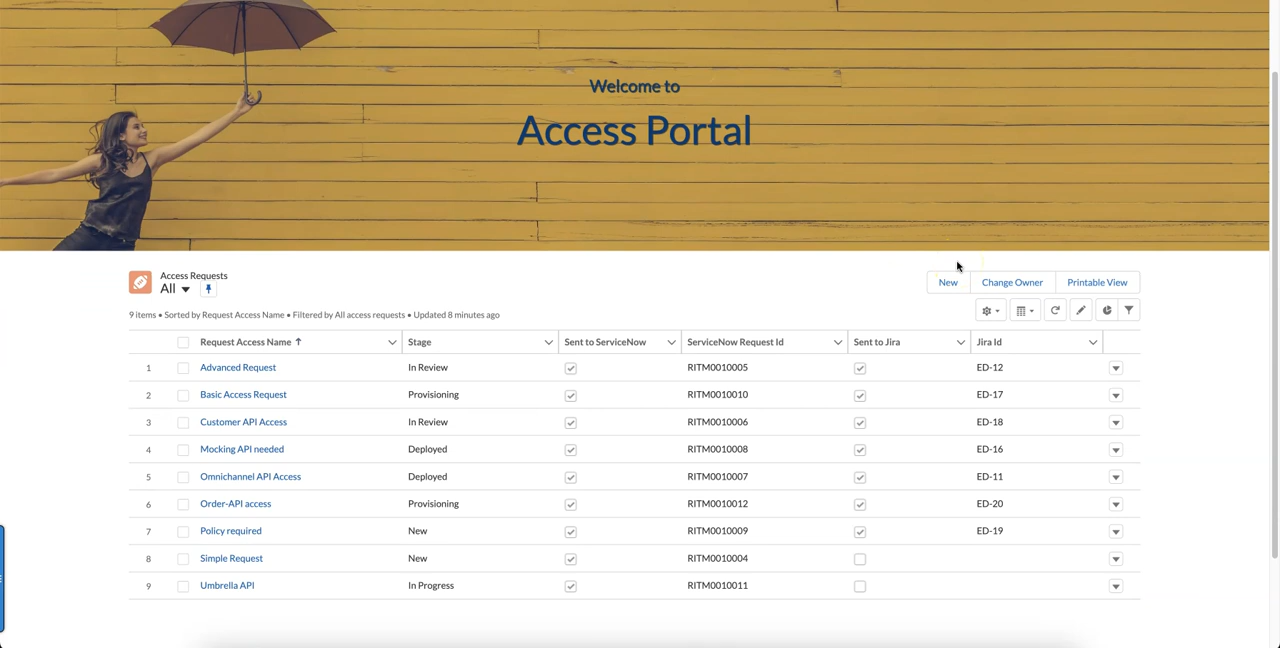 Welcome to
Access Portal
Access Requests
All
New Change Owner Printable View
9 items • Sorted by Request Access Name • Filtered by All access requests • Updated 8 minutes ago
Request Access Name Stage Sent to ServiceNow ServiceNow Request Id Sent to Jira Jira Id
1 Advanced Request In Review RITM0010005 ED-12
2 Basic Access Request Provisioning RITM0010010 ED-17
3 Customer API Access In Review RITM0010006 ED-18
4 Mocking API needed Deployed RITM0010008 ED-16
5 Omnichannel API Access Deployed RITM0010007 ED-11
6 Order-API access Provisioning RITM0010012 ED-20
7 Policy required New RITM0010009 ED-19
8 Simple Request New RITM0010004
9 Umbrella API In Progress RITM0010011